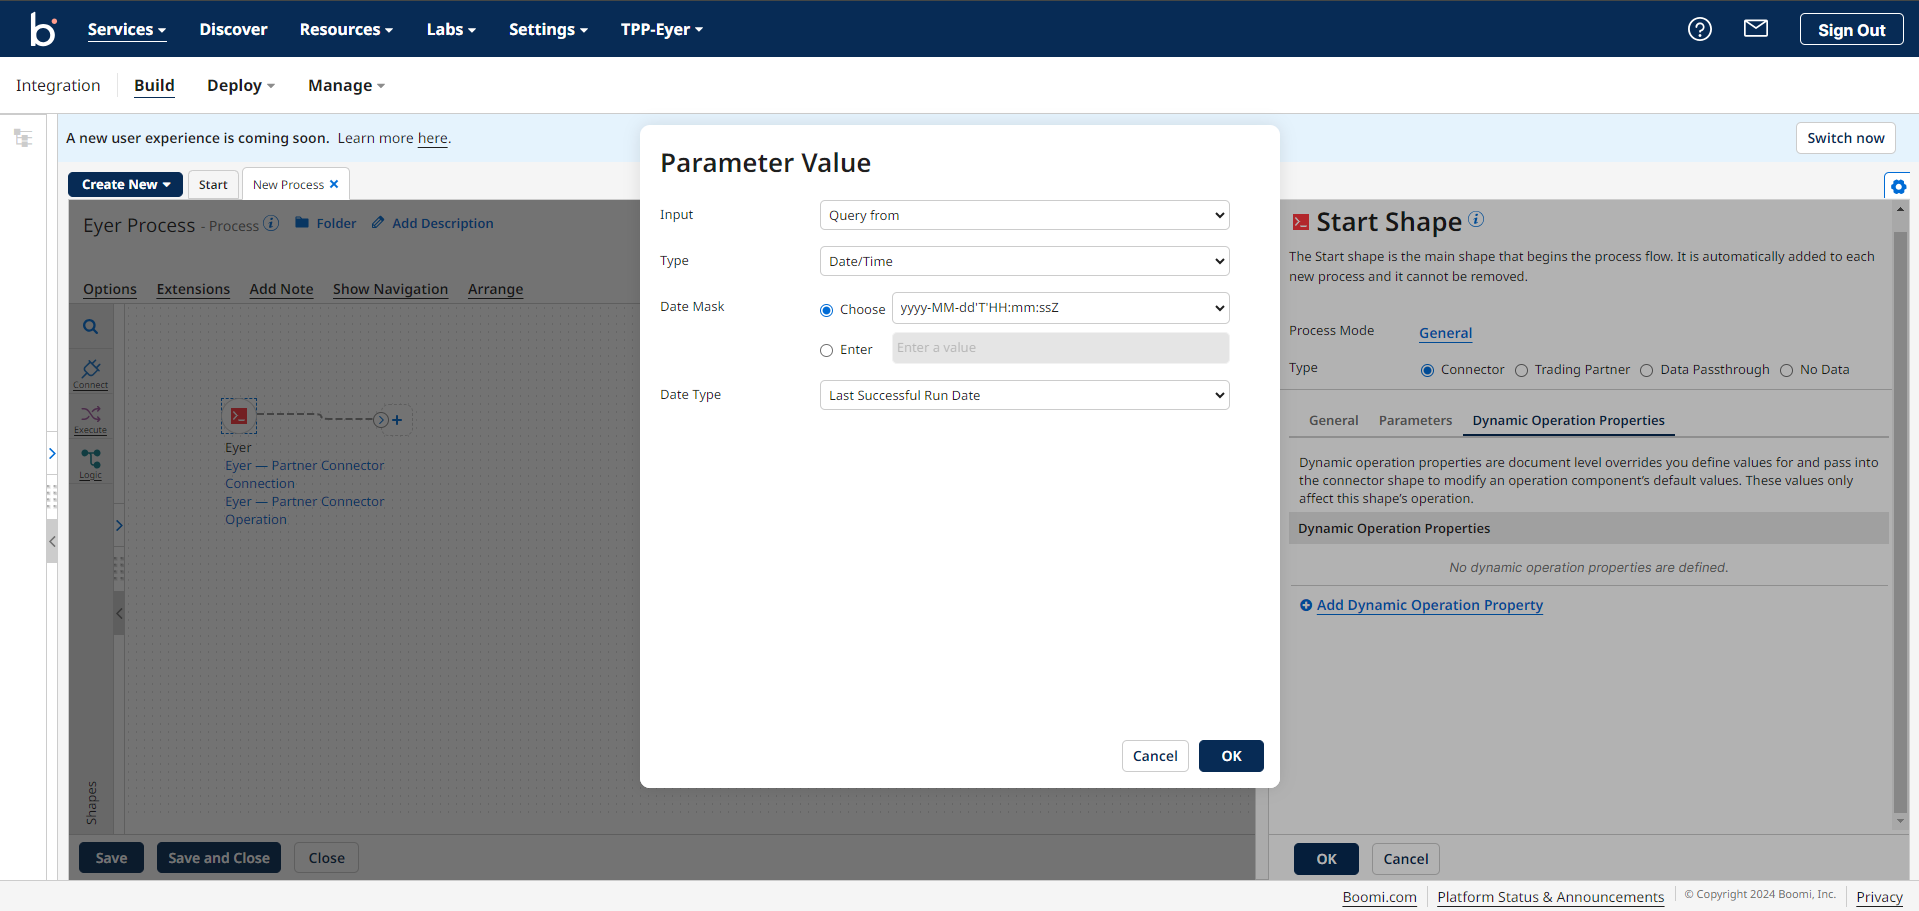 b
Services
Discover
Resources
Labs
Settings
TPP-Eyer
Sign Out
Integration
Build
Deploy
Manage
A new user experience is coming soon. Learn more here.
Switch now
Create New
Start
New Process
Eyer Process - Process
Folder
Add Description
Options
Extensions
Add Note
Show Navigation
Arrange
Connect
Execute
Logic
Shapes
Eyer
Eyer — Partner Connector
Connection
Eyer — Partner Connector
Operation
Save
Save and Close
Close
Parameter Value
Input
Query from
Type
Date/Time
Date Mask
Choose
yyyy-MM-dd'T'HH:mm:ssZ
Enter
Enter a value
Date Type
Last Successful Run Date
Cancel
OK
Start Shape
The Start shape is the main shape that begins the process flow. It is automatically added to each
new process and it cannot be removed.
Process Mode
General
Type
Connector
Trading Partner
Data Passthrough
No Data
General
Parameters
Dynamic Operation Properties
Dynamic operation properties are document level overrides you define values for and pass into
the connector shape to modify an operation component's default values. These values only
affect this shape's operation.
Dynamic Operation Properties
No dynamic operation properties are defined.
Add Dynamic Operation Property
OK
Cancel
Boomi.com
Platform Status & Announcements
© Copyright 2024 Boomi, Inc.
Privacy